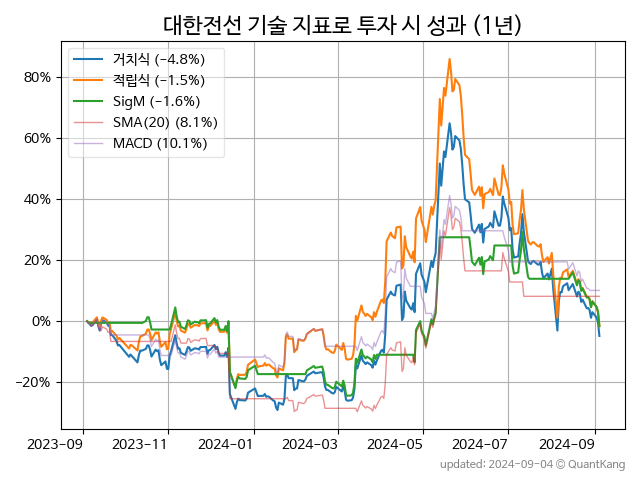 대한전선 기술 지표로 투자 시 성과 (1년)
거치식 (−4.8%)
적립식 (−1.5%)
SigM (−1.6%)
SMA(20) (8.1%)
MACD (10.1%)
80%
60%
40%
20%
0%
−20%
2023-09 2023-11 2024-01 2024-03 2024-05 2024-07 2024-09
updated: 2024-09-04 © QuantKang